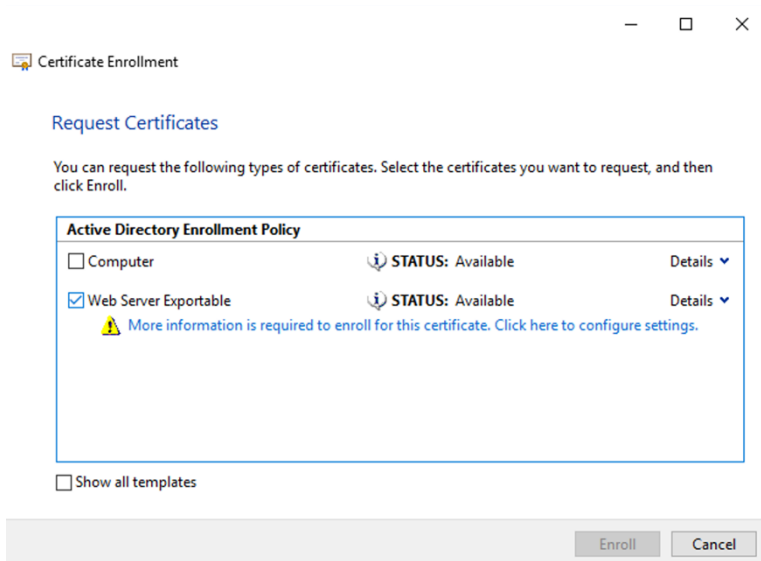 Certificate Enrollment
Request Certificates
You can request the following types of certificates. Select the certificates you want to request, and then
click Enroll.
Active Directory Enrollment Policy
Computer STATUS: Available Details
Web Server Exportable STATUS: Available Details
More information is required to enroll for this certificate. Click here to configure settings.
Show all templates
Enroll Cancel